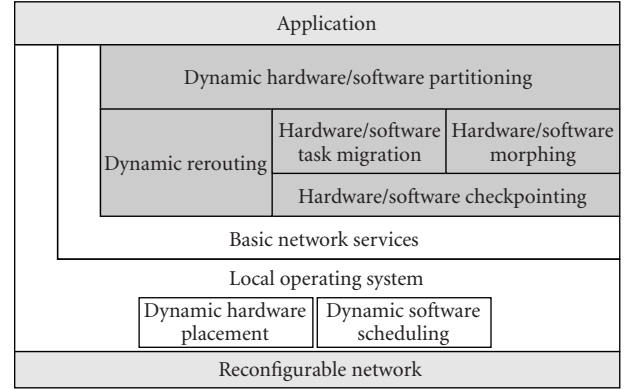 Application
Dynamic hardware/software partitioning
Dynamic rerouting
Hardware/software
task migration
Hardware/software
morphing
Hardware/software checkpointing
Basic network services
Local operating system
Dynamic hardware
placement
Dynamic software
scheduling
Reconfigurable network